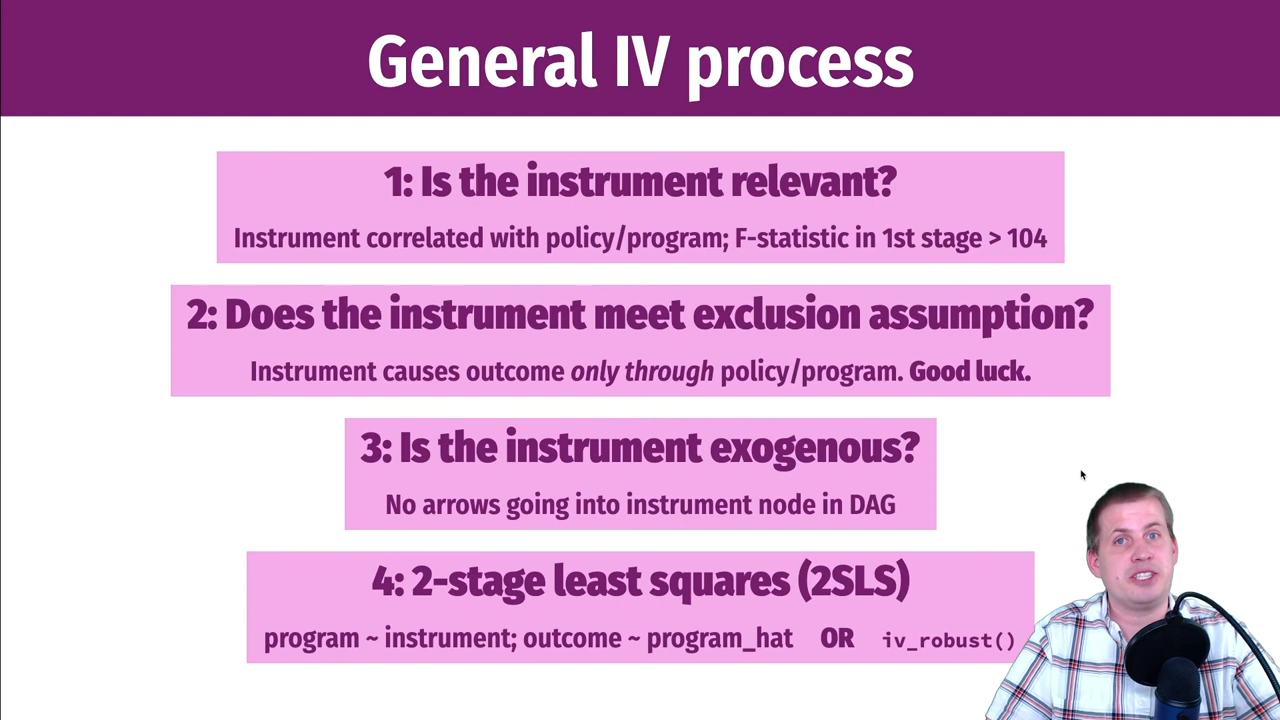 General IV process
1: Is the instrument relevant?
Instrument correlated with policy/program; F-statistic in 1st stage > 104
2: Does the instrument meet exclusion assumption?
Instrument causes outcome only through policy/program. Good luck.
3: Is the instrument exogenous?
No arrows going into instrument node in DAG
4: 2-stage least squares (2SLS)
program ~ instrument; outcome ~ program_hat OR iv_robust()